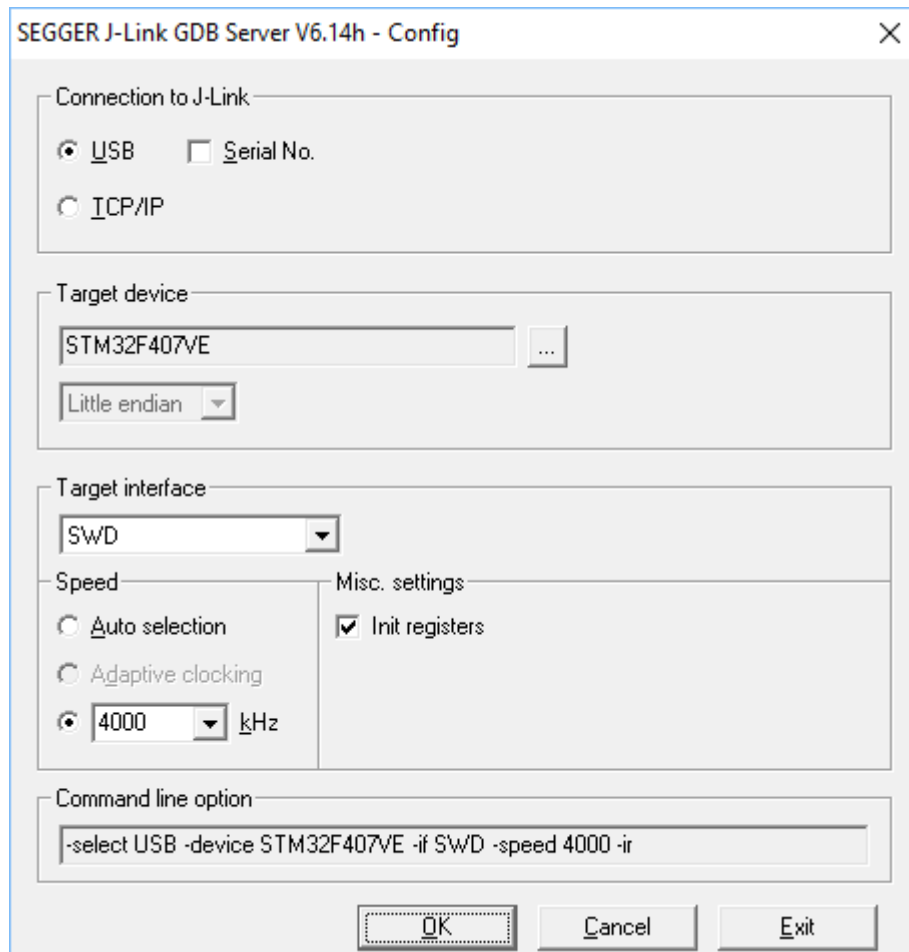 SEGGER J-Link GDB Server V6.14h - Config
Connection to J-Link
USB Serial No.
TCP/IP
Target device
STM32F407VE ...
Little endian
Target interface
SWD
Speed Misc. settings
Auto selection Init registers
Adaptive clocking
4000 kHz
Command line option
-select USB -device STM32F407VE -if SWD -speed 4000 -ir
OK Cancel Exit